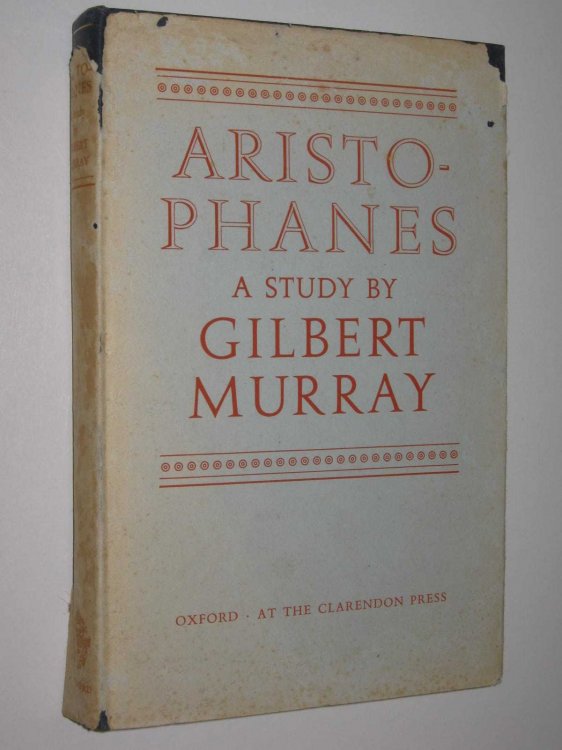 ARISTO-
PHANES
A STUDY BY
GILBERT
MURRAY
OXFORD · AT THE CLARENDON PRESS